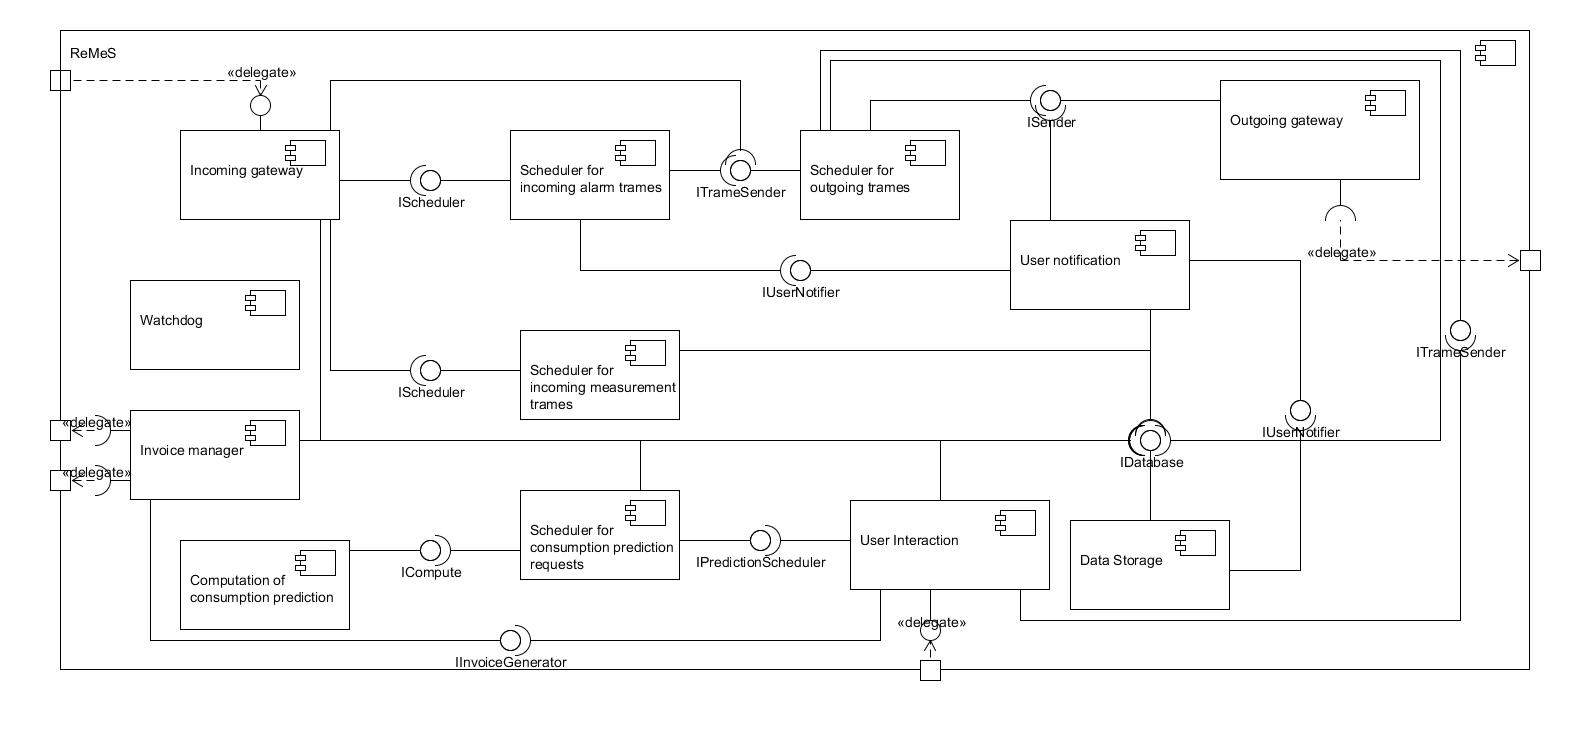 ReMeS
«delegate»
ISender
Outgoing gateway
Incoming gateway
Scheduler for
incoming alarm trames
Scheduler for
outgoing trames
IScheduler
ITrameSender
User notification
«delegate»
IUserNotifier
Watchdog
ITrameSender
Scheduler for
incoming measurement
trames
IScheduler
«delegate»
Invoice manager
IUserNotifier
«delegate»
IDatabase
Scheduler for
consumption prediction
requests
User Interaction
Data Storage
ICompute
IPredictionScheduler
Computation of
consumption prediction
«delegate»
IInvoiceGenerator